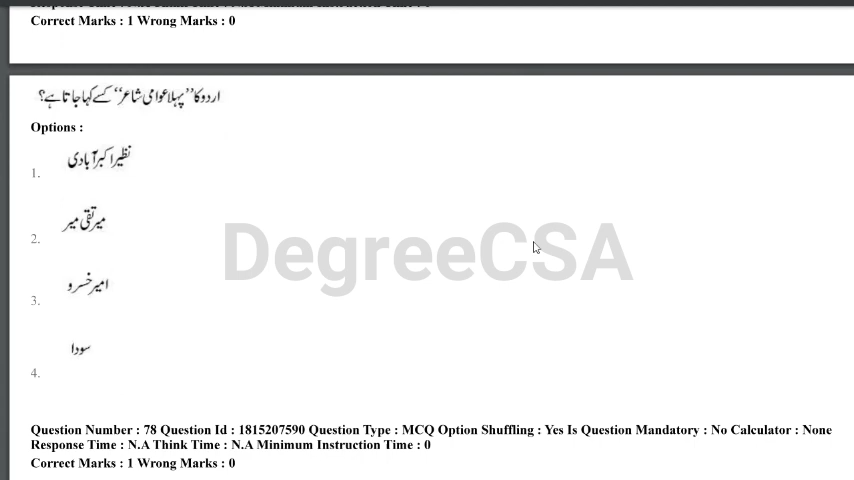 Correct Marks : 1 Wrong Marks : 0
اردو کا ’’پہلا عوامی شاعر‘‘ کسے کہا جاتا ہے؟
Options :
1. نظیر اکبر آبادی
2. میر تقی میر
3. امیر خسرو
4. سودا
DegreeCSA
Question Number : 78 Question Id : 1815207590 Question Type : MCQ Option Shuffling : Yes Is Question Mandatory : No Calculator : None
Response Time : N.A Think Time : N.A Minimum Instruction Time : 0
Correct Marks : 1 Wrong Marks : 0